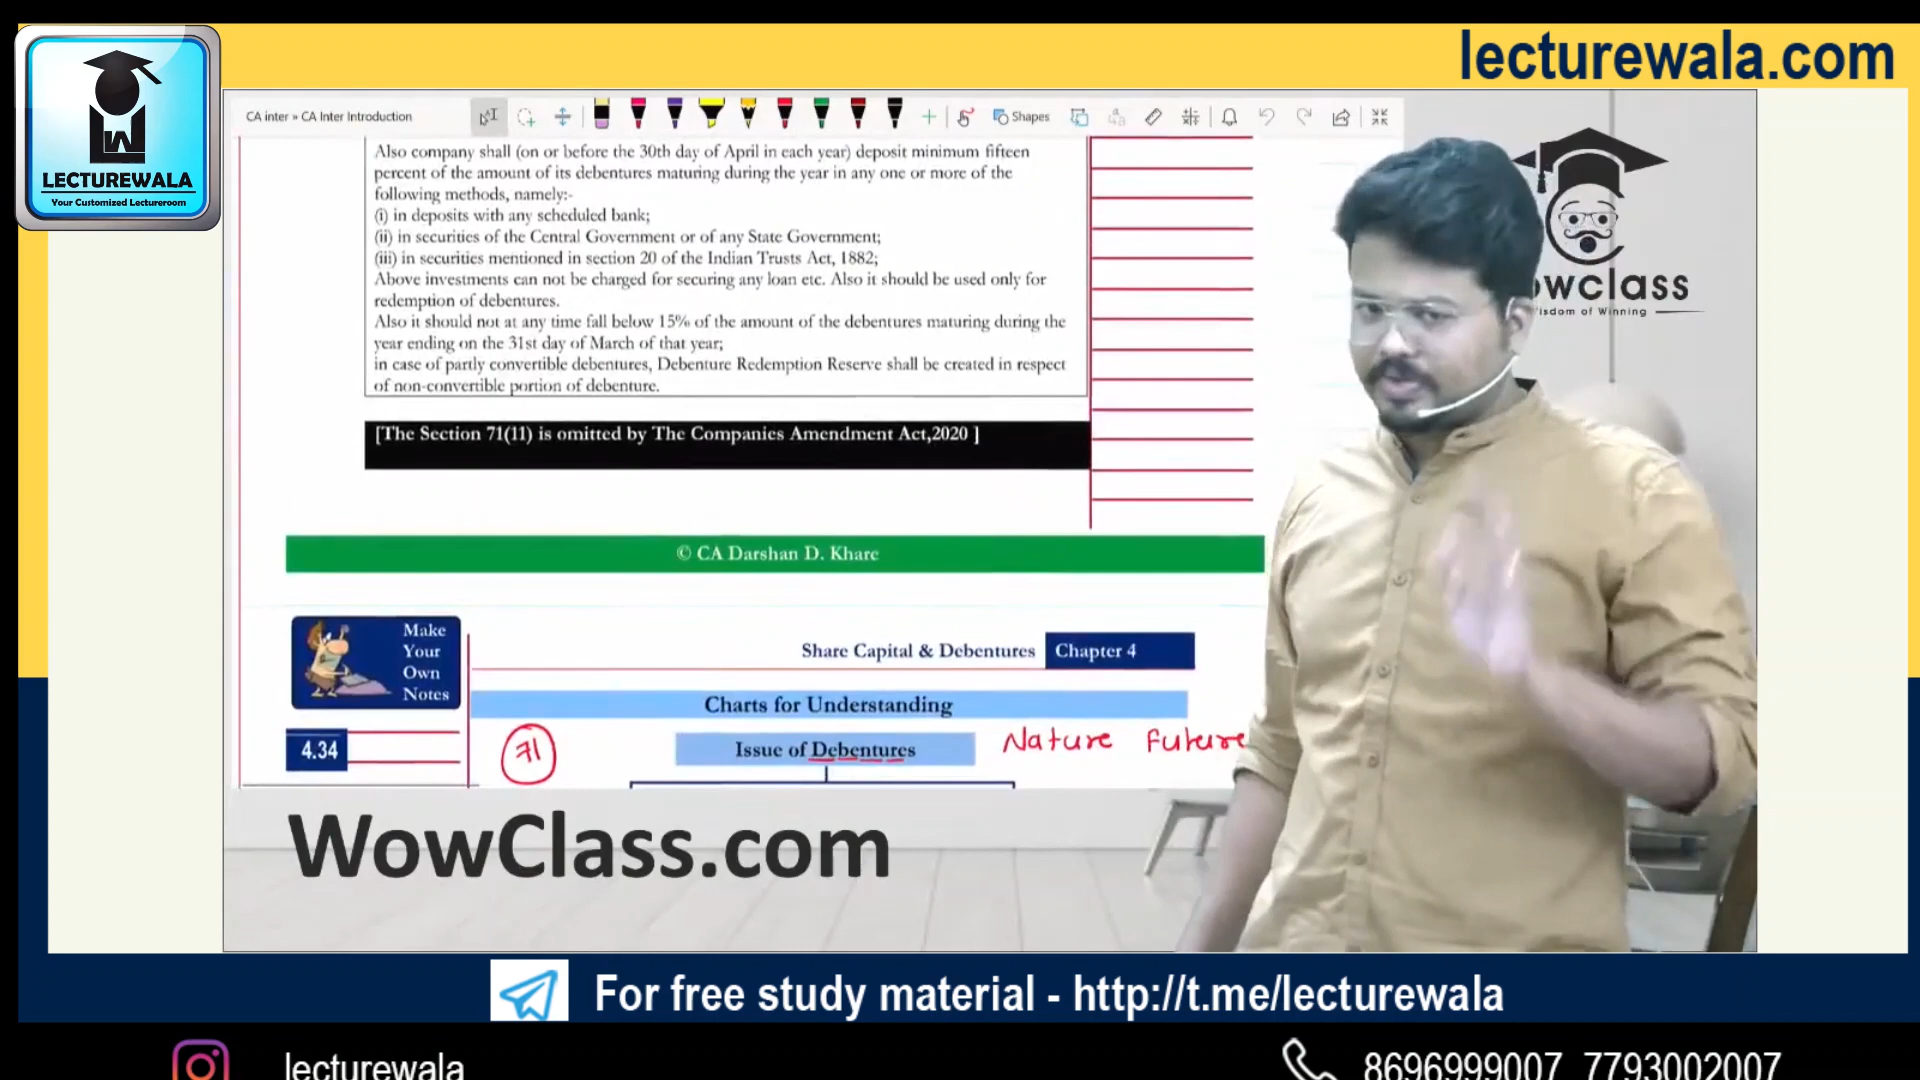 lecturewala.com
LW
LECTUREWALA
Your Customized Lectureroom
CA inter » CA Inter Introduction
Shapes
Also company shall (on or before the 30th day of April in each year) deposit minimum fifteen
percent of the amount of its debentures maturing during the year in any one or more of the
following methods, namely:-
(i) in deposits with any scheduled bank;
(ii) in securities of the Central Government or of any State Government;
(iii) in securities mentioned in section 20 of the Indian Trusts Act, 1882;
Above investments can not be charged for securing any loan etc. Also it should be used only for
redemption of debentures.
Also it should not at any time fall below 15% of the amount of the debentures maturing during the
year ending on the 31st day of March of that year;
in case of partly convertible debentures, Debenture Redemption Reserve shall be created in respect
of non-convertible portion of debenture.
[The Section 71(11) is omitted by The Companies Amendment Act,2020 ]
owclass
isdom of Winning
© CA Darshan D. Khare
Make
Your
Own
Notes
Share Capital & Debentures Chapter 4
Charts for Understanding
4.34
71
Issue of Debentures
Nature Future
WowClass.com
For free study material - http://t.me/lecturewala
lecturewala
8696999007, 7793002007